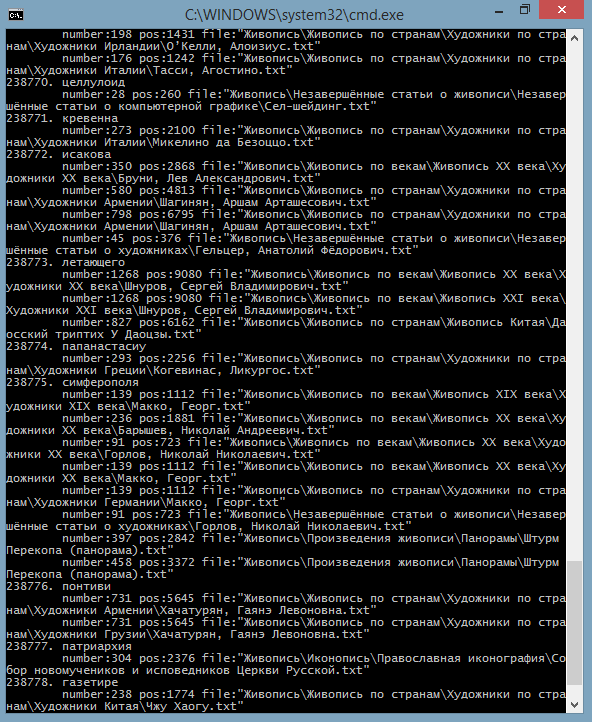 C:\WINDOWS\system32\cmd.exe
number:198 pos:1431 file:"Живопись\Живопись по странам\Художники по стра
нам\Художники Ирландии\О’Келли, Алоизиус.txt"
number:176 pos:1242 file:"Живопись\Живопись по странам\Художники по стра
нам\Художники Италии\Тасси, Агостино.txt"
238770. целлулоид
number:28 pos:260 file:"Живопись\Незавершённые статьи о живописи\Незавер
шённые статьи о компьютерной графике\Сел-шейдинг.txt"
238771. кревенна
number:273 pos:2100 file:"Живопись\Живопись по странам\Художники по стра
нам\Художники Италии\Микелино да Безоццо.txt"
238772. исакова
number:350 pos:2868 file:"Живопись\Живопись по векам\Живопись XX века\Ху
дожники XX века\Бруни, Лев Александрович.txt"
number:580 pos:4813 file:"Живопись\Живопись по странам\Художники по стра
нам\Художники Армении\Шагинян, Аршам Арташесович.txt"
number:798 pos:6795 file:"Живопись\Живопись по странам\Художники по стра
нам\Художники Армении\Шагинян, Аршам Арташесович.txt"
number:45 pos:376 file:"Живопись\Незавершённые статьи о живописи\Незавер
шённые статьи о художниках\Гельцер, Анатолий Фёдорович.txt"
238773. летающего
number:1268 pos:9080 file:"Живопись\Живопись по векам\Живопись XX века\Х
удожники XX века\Шнуров, Сергей Владимирович.txt"
number:1268 pos:9080 file:"Живопись\Живопись по векам\Живопись XXI века\
Художники XXI века\Шнуров, Сергей Владимирович.txt"
number:827 pos:6162 file:"Живопись\Живопись по странам\Живопись Китая\Да
осский триптих У Даоцзы.txt"
238774. папанастасиу
number:293 pos:2256 file:"Живопись\Живопись по странам\Художники по стра
нам\Художники Греции\Когевинас, Ликургос.txt"
238775. симферополя
number:139 pos:1112 file:"Живопись\Живопись по векам\Живопись XIX века\Х
удожники XIX века\Макко, Георг.txt"
number:236 pos:1881 file:"Живопись\Живопись по векам\Живопись XX века\Ху
дожники XX века\Барышев, Николай Андреевич.txt"
number:91 pos:723 file:"Живопись\Живопись по векам\Живопись XX века\Худо
жники XX века\Горлов, Николай Николаевич.txt"
number:139 pos:1112 file:"Живопись\Живопись по векам\Живопись XX века\Ху
дожники XX века\Макко, Георг.txt"
number:139 pos:1112 file:"Живопись\Живопись по странам\Художники по стра
нам\Художники Германии\Макко, Георг.txt"
number:91 pos:723 file:"Живопись\Незавершённые статьи о живописи\Незавер
шённые статьи о художниках\Горлов, Николай Николаевич.txt"
number:397 pos:2842 file:"Живопись\Произведения живописи\Панорамы\Штурм
Перекопа (панорама).txt"
number:458 pos:3372 file:"Живопись\Произведения живописи\Панорамы\Штурм
Перекопа (панорама).txt"
238776. понтиви
number:731 pos:5645 file:"Живопись\Живопись по странам\Художники по стра
нам\Художники Армении\Хачатурян, Гаянэ Левоновна.txt"
number:731 pos:5645 file:"Живопись\Живопись по странам\Художники по стра
нам\Художники Грузии\Хачатурян, Гаянэ Левоновна.txt"
238777. патриархия
number:304 pos:2376 file:"Живопись\Иконопись\Православная иконография\Со
бор новомучеников и исповедников Церкви Русской.txt"
238778. газетире
number:238 pos:1774 file:"Живопись\Живопись по странам\Художники по стра
нам\Художники Китая\Чжу Хаогу.txt"